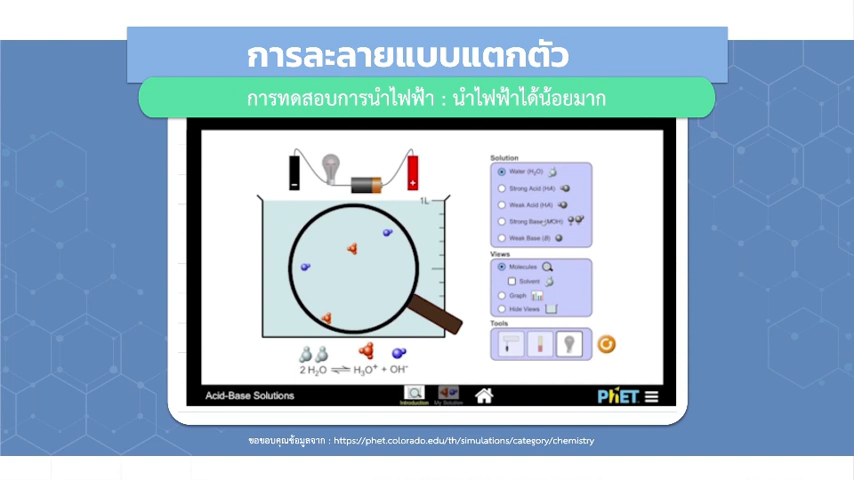 การละลายแบบแตกตัว
การทดสอบการนำไฟฟ้า : นำไฟฟ้าได้น้อยมาก
1L
Solution
Water (H₂O)
Strong Acid (HA)
Weak Acid (HA)
Strong Base (MOH)
Weak Base (B)
Views
Molecules
Solvent
Graph
Hide Views
Tools
2 H₂O ⇌ H₃O⁺ + OH⁻
Acid-Base Solutions
Introduction
My Solution
PhET
ขอขอบคุณข้อมูลจาก : https://phet.colorado.edu/th/simulations/category/chemistry